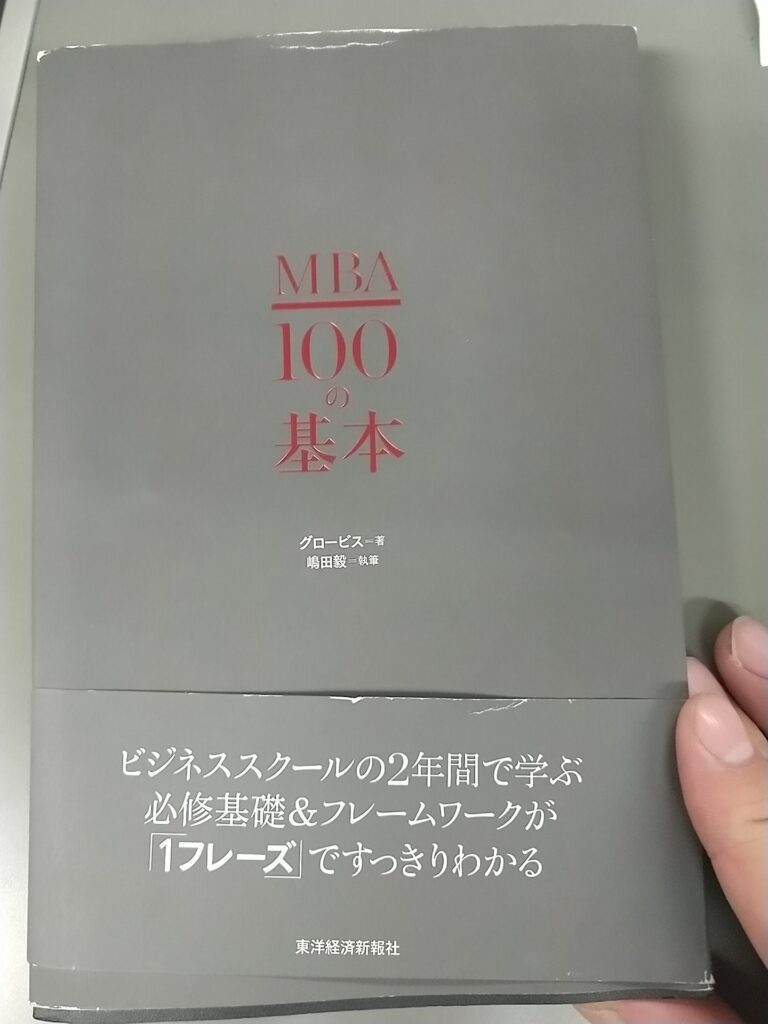 MBA
100
の
基本
グロービス=著
嶋田毅=執筆
ビジネススクールの2年間で学ぶ
必修基礎&フレームワークが
「1フレーズ」ですっきりわかる
東洋経済新報社